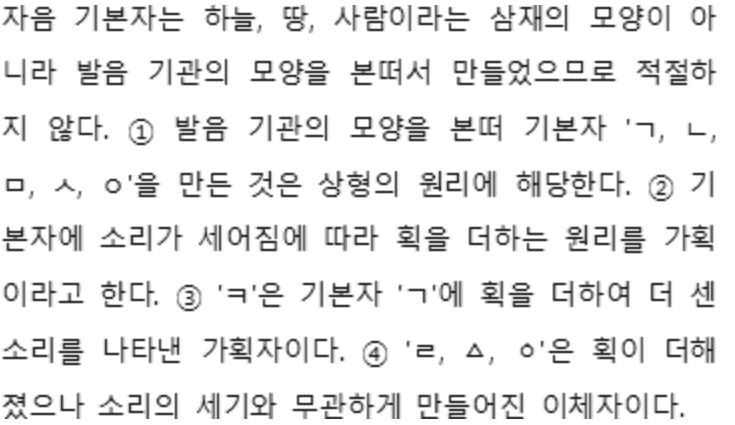 자음 기본자는 하늘, 땅, 사람이라는 삼재의 모양이 아
니라 발음 기관의 모양을 본떠서 만들었으므로 적절하
지 않다. ① 발음 기관의 모양을 본떠 기본자 'ㄱ, ㄴ,
ㅁ, ㅅ, ㅇ'을 만든 것은 상형의 원리에 해당한다. ② 기
본자에 소리가 세어짐에 따라 획을 더하는 원리를 가획
이라고 한다. ③ 'ㅋ'은 기본자 'ㄱ'에 획을 더하여 더 센
소리를 나타낸 가획자이다. ④ 'ㄹ, ㅿ, ㆁ'은 획이 더해
졌으나 소리의 세기와 무관하게 만들어진 이체자이다.